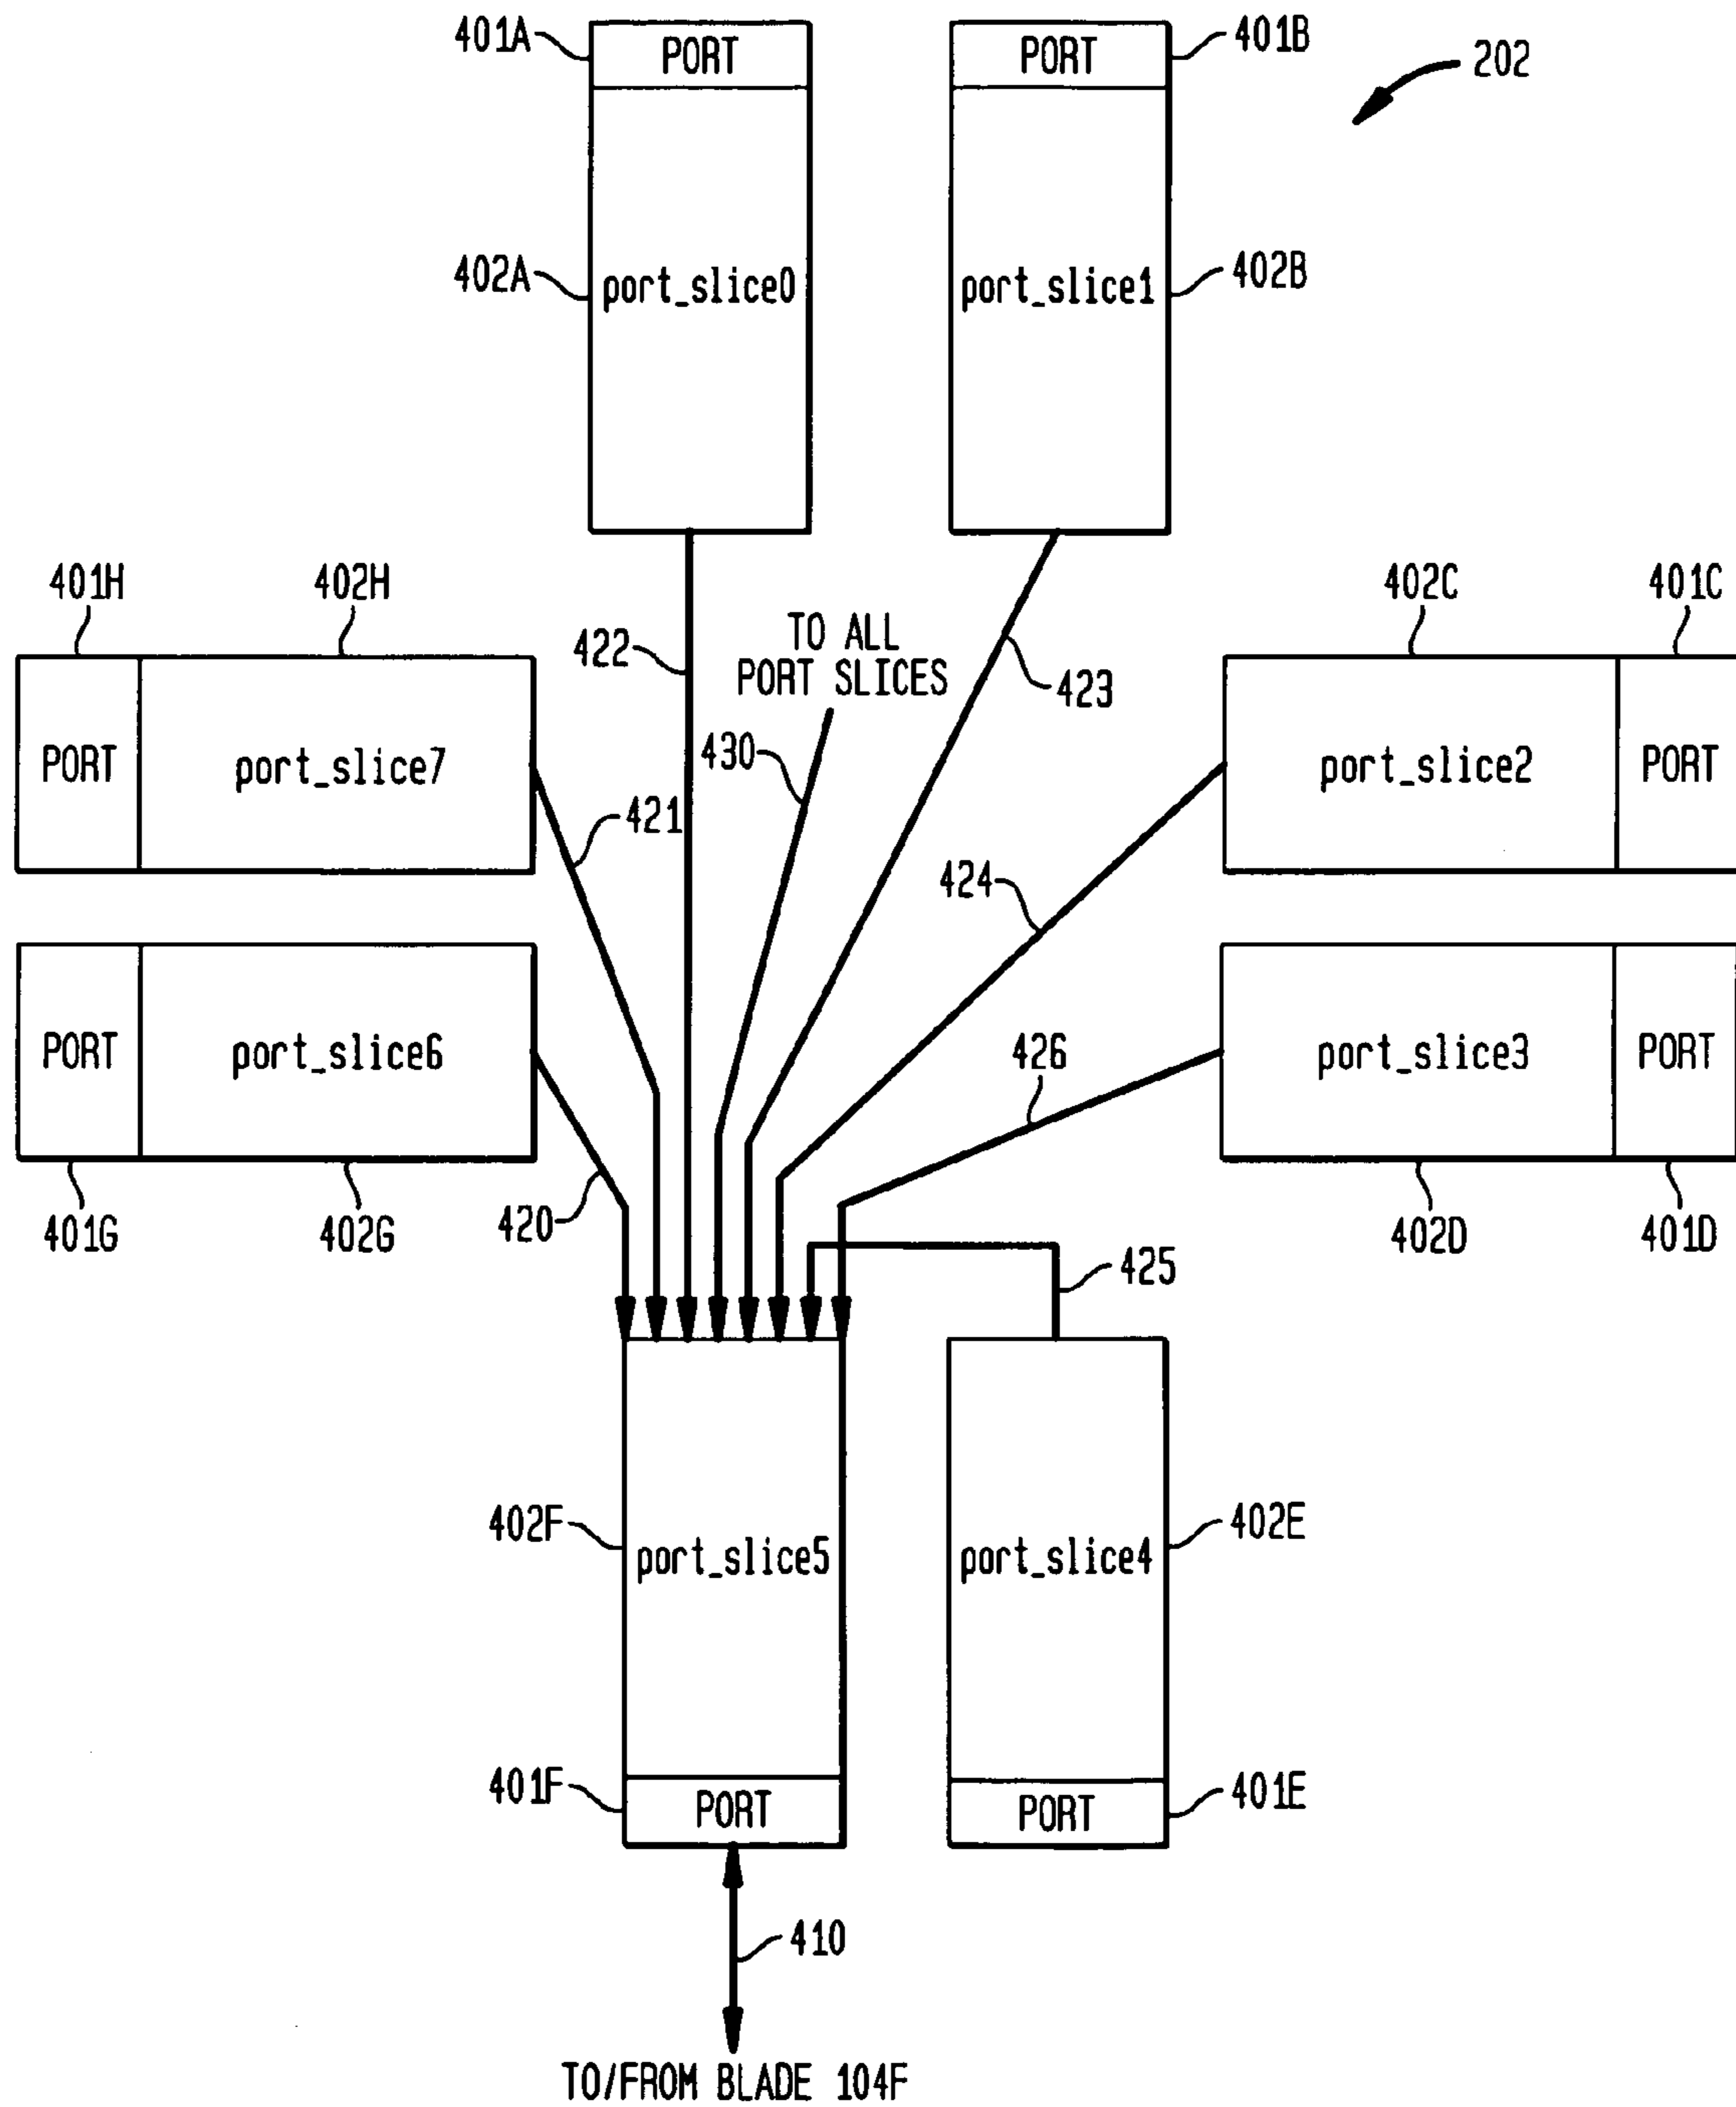 401A
PORT
PORT
401B
202
402A
port_slice0
port_slice1
402B
401H
402H
402C
401C
422
TO ALL
PORT SLICES
423
PORT
port_slice7
430
port_slice2
PORT
421
424
PORT
port_slice6
426
port_slice3
PORT
401G
402G
420
402D
401D
425
402F
port_slice5
port_slice4
402E
401F
PORT
PORT
401E
410
TO/FROM BLADE 104F